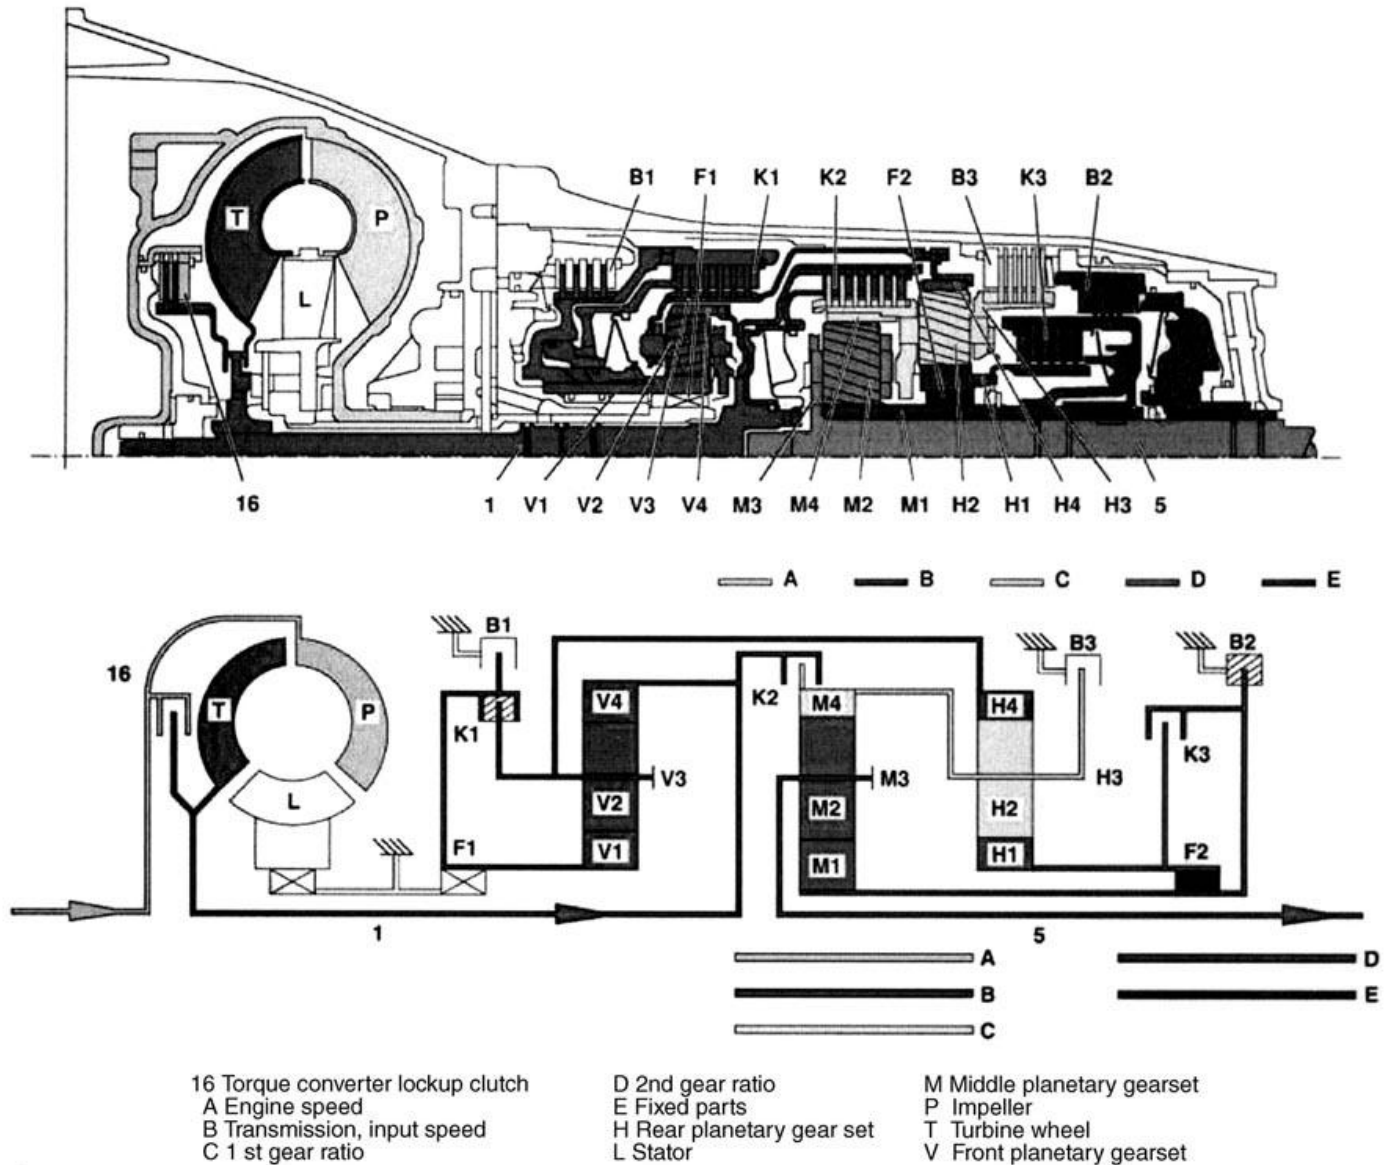 B1 F1 K1 K2 F2 B3 K3 B2
T P
L
16 1 V1 V2 V3 V4 M3 M4 M2 M1 H2 H1 H4 H3 5
A B C D E
B1 B3 B2
16
T P V4 K2 M4 H4
K1 K3
V3 M3 H3
L V2 M2 H2
F1 V1 M1 H1 F2
1 5
A D
B E
C
16 Torque converter lockup clutch D 2nd gear ratio M Middle planetary gearset
A Engine speed E Fixed parts P Impeller
B Transmission, input speed H Rear planetary gear set T Turbine wheel
C 1 st gear ratio L Stator V Front planetary gearset